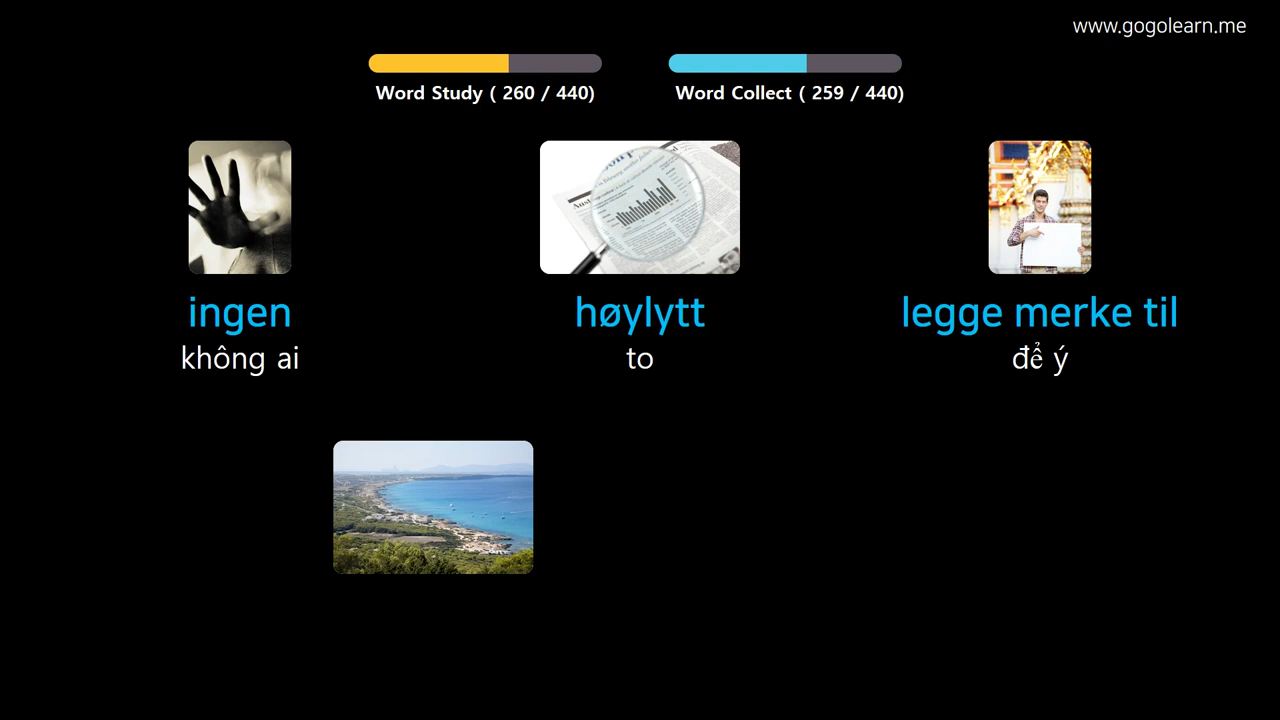 www.gogolearn.me
Word Study ( 260 / 440)
Word Collect ( 259 / 440)
ingen
høylytt
legge merke til
không ai
to
để ý